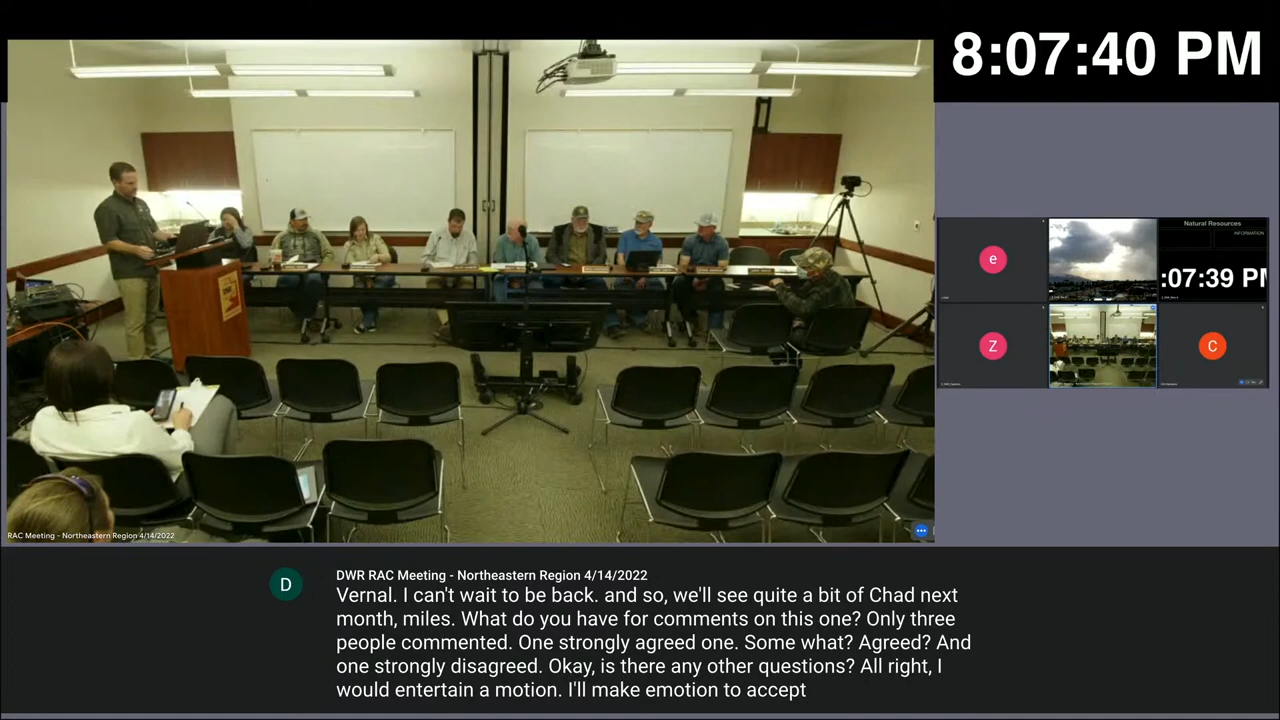 8:07:40 PM
Natural Resources
INFORMATION
:07:39 PM
e
Z
C
RAC Meeting - Northeastern Region 4/14/2022
D
DWR RAC Meeting - Northeastern Region 4/14/2022
Vernal. I can't wait to be back. and so, we'll see quite a bit of Chad next
month, miles. What do you have for comments on this one? Only three
people commented. One strongly agreed one. Some what? Agreed? And
one strongly disagreed. Okay, is there any other questions? All right, I
would entertain a motion. I'll make emotion to accept